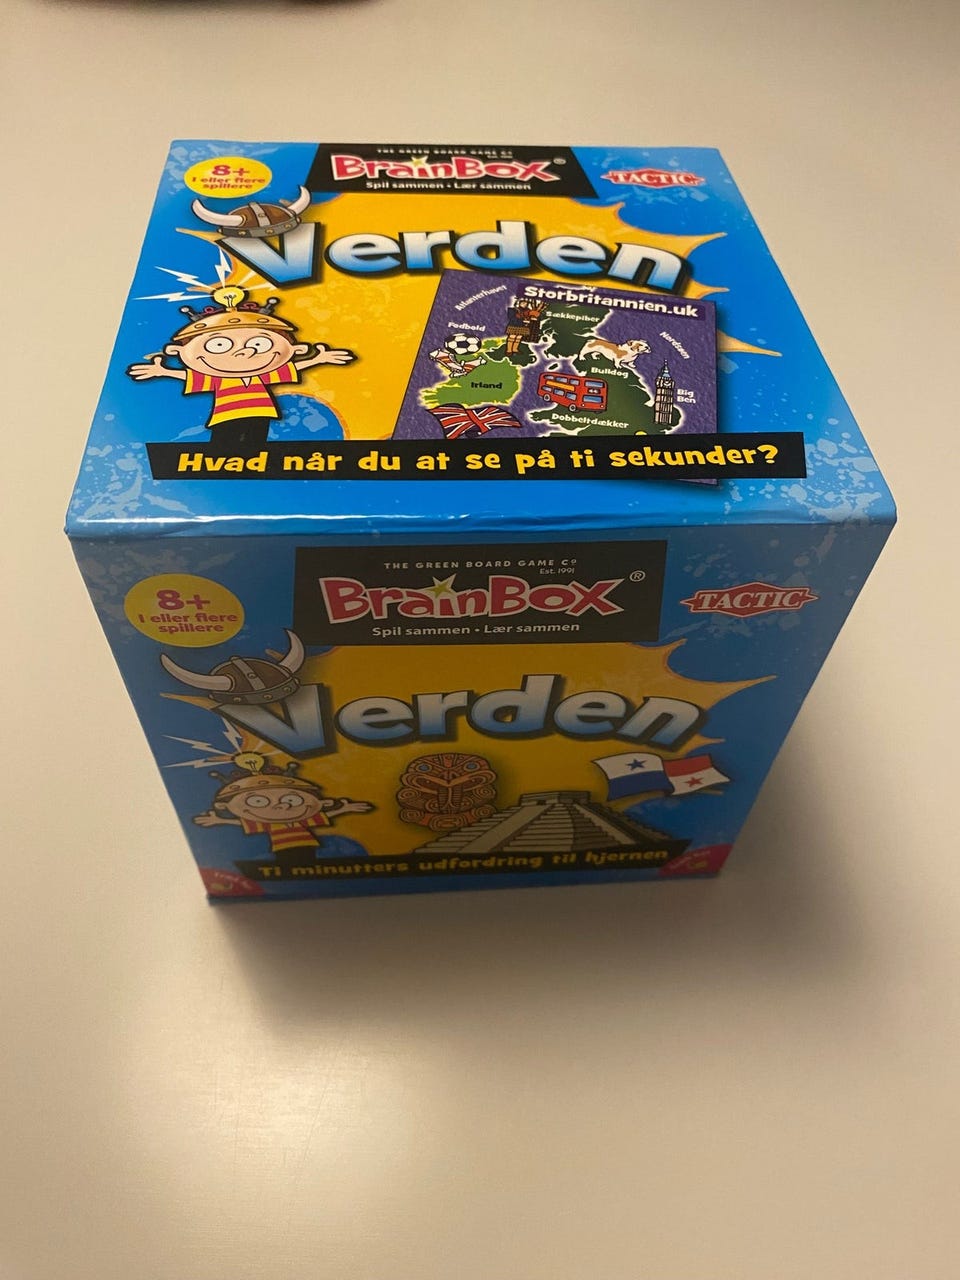 THE GREEN BOARD GAME Cº
Est. 1991
BrainBox®
Spil sammen • Lær sammen
8+
1 eller flere
spillere
TACTIC
Verden
Storbritannien.uk
Atlanterhavet
Sækkepiber
Fodbold
Nordsøen
Bulldog
Irland
Big
Ben
Dobbeltdækker
Hvad når du at se på ti sekunder?
THE GREEN BOARD GAME Cº
Est. 1991
BrainBox®
Spil sammen • Lær sammen
8+
1 eller flere
spillere
TACTIC
Verden
Ti minutters udfordring til hjernen